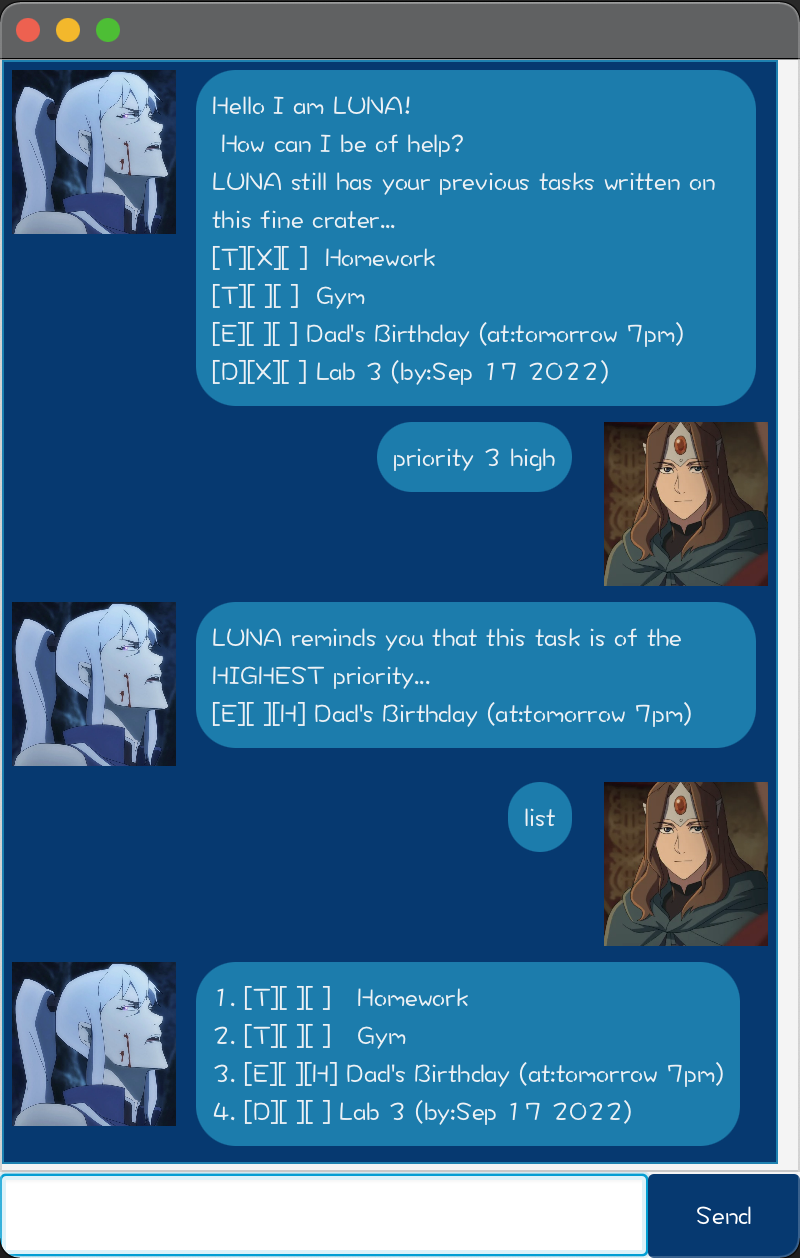 Hello I am LUNA!
How can I be of help?
LUNA still has your previous tasks written on
this fine crater...
[T][X][ ]  Homework
[T][ ][ ]  Gym
[E][ ][ ] Dad's Birthday (at:tomorrow 7pm)
[D][X][ ] Lab 3 (by:Sep 17 2022)
priority 3 high
LUNA reminds you that this task is of the
HIGHEST priority...
[E][ ][H] Dad's Birthday (at:tomorrow 7pm)
list
1. [T][ ][ ]   Homework
2. [T][ ][ ]   Gym
3. [E][ ][H] Dad's Birthday (at:tomorrow 7pm)
4. [D][ ][ ] Lab 3 (by:Sep 17 2022)
Send